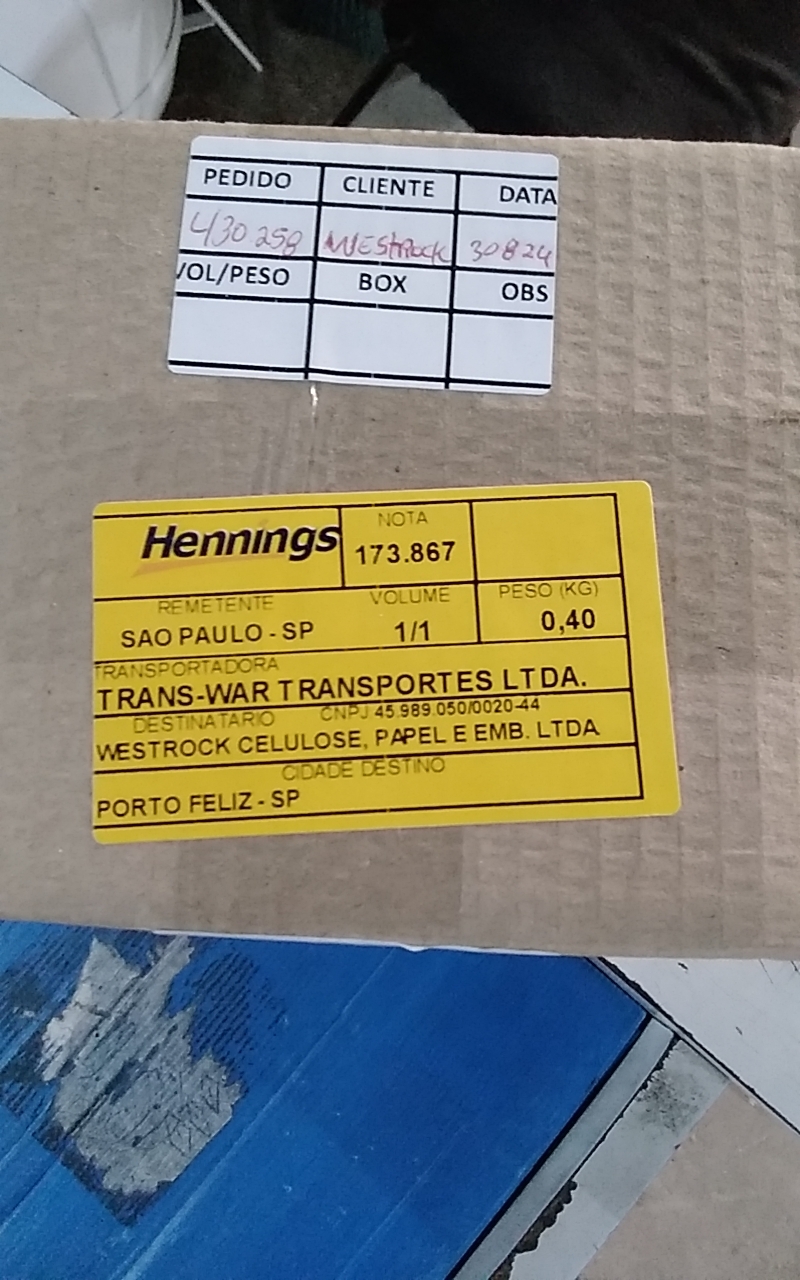 PEDIDO CLIENTE DATA
430258 WESTROCK 30824
VOL/PESO BOX OBS
Hennings NOTA
173.867
REMETENTE VOLUME PESO (KG)
SAO PAULO - SP 1/1 0,40
TRANSPORTADORA
TRANS-WAR TRANSPORTES LTDA.
DESTINATARIO CNPJ 45.989.050/0020-44
WESTROCK CELULOSE, PAPEL E EMB. LTDA
CIDADE DESTINO
PORTO FELIZ - SP